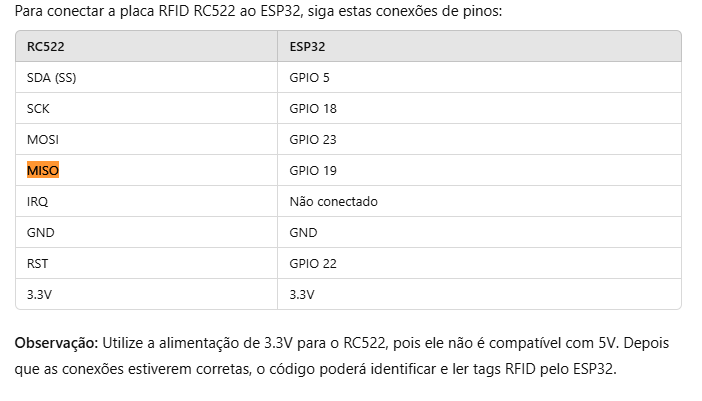 Para conectar a placa RFID RC522 ao ESP32, siga estas conexões de pinos:
RC522 ESP32
SDA (SS) GPIO 5
SCK GPIO 18
MOSI GPIO 23
MISO GPIO 19
IRQ Não conectado
GND GND
RST GPIO 22
3.3V 3.3V
Observação: Utilize a alimentação de 3.3V para o RC522, pois ele não é compatível com 5V. Depois
que as conexões estiverem corretas, o código poderá identificar e ler tags RFID pelo ESP32.